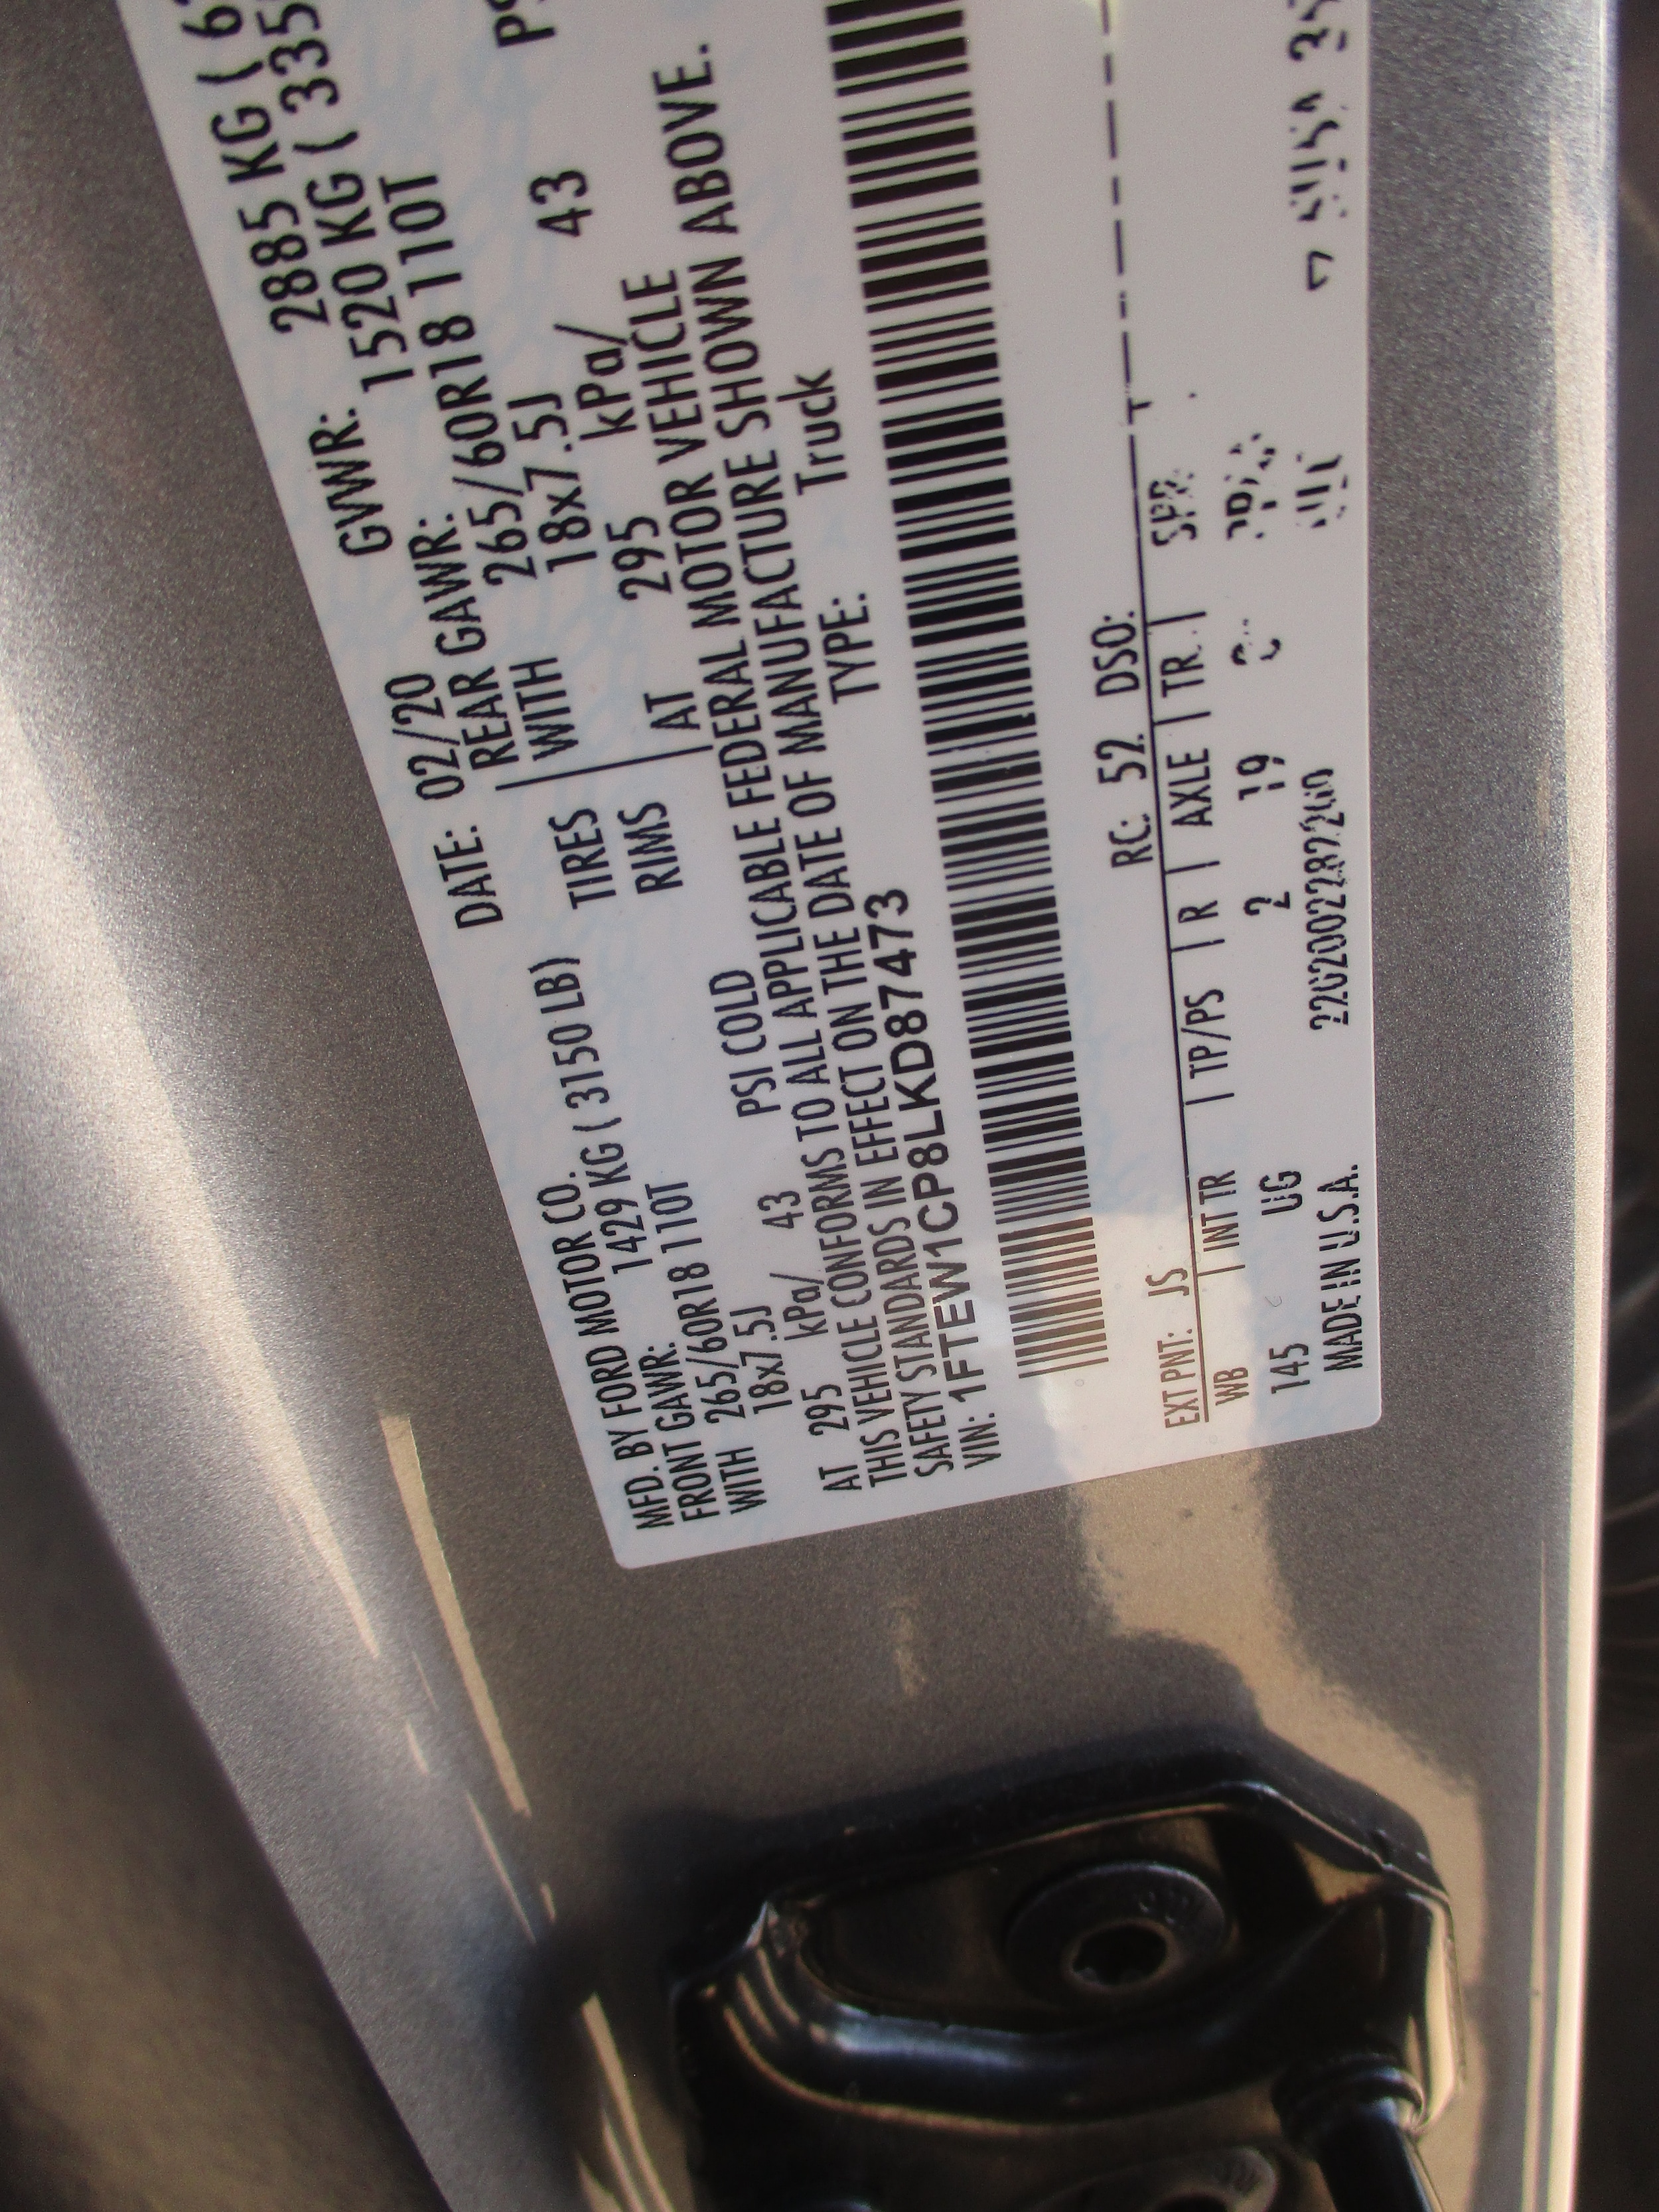 MFD. BY FORD MOTOR CO. DATE: 02/20 GVWR: 2885 KG (
FRONT GAWR: 1429 KG ( 3150 LB) REAR GAWR: 1520 KG (
265/60R18 110T TIRES WITH 265/60R18 110T
WITH 18x7.5J RIMS 18x7.5J
AT 295 kPa/ 43 PSI COLD AT 295 kPa/ 43
THIS VEHICLE CONFORMS TO ALL APPLICABLE FEDERAL MOTOR VEHICLE
SAFETY STANDARDS IN EFFECT ON THE DATE OF MANUFACTURE SHOWN ABOVE.
VIN: 1FTEW1CP8LKD87473 TYPE: Truck
EXT PNT: JS RC: 52 DSO:
WB INT TR TP/PS R AXLE TR SPR
145 UG 2 19
MADE IN U.S.A.